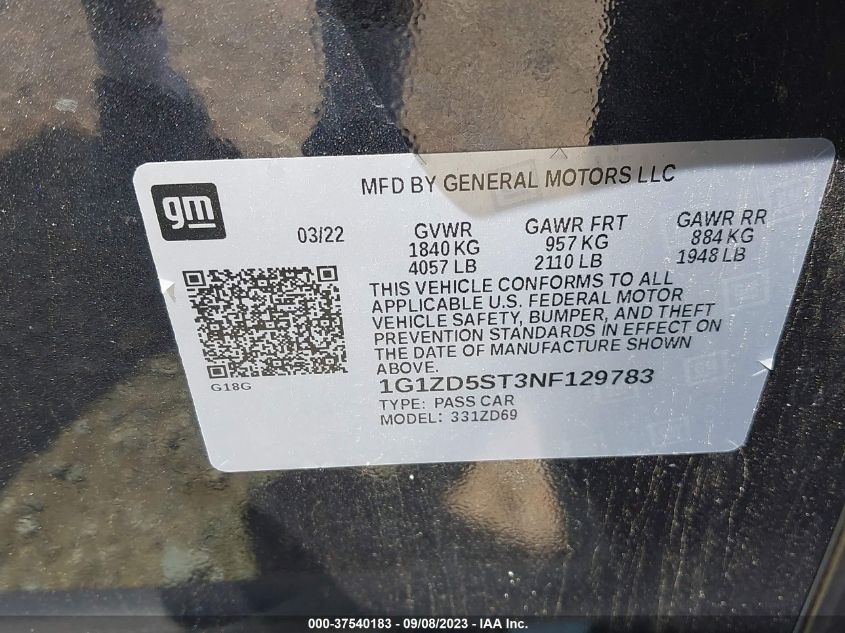 gm
MFD BY GENERAL MOTORS LLC
03/22
GVWR
1840 KG
4057 LB
GAWR FRT
957 KG
2110 LB
GAWR RR
884 KG
1948 LB
THIS VEHICLE CONFORMS TO ALL
APPLICABLE U.S. FEDERAL MOTOR
VEHICLE SAFETY, BUMPER, AND THEFT
PREVENTION STANDARDS IN EFFECT ON
THE DATE OF MANUFACTURE SHOWN
ABOVE.
G18G
1G1ZD5ST3NF129783
TYPE: PASS CAR
MODEL: 331ZD69
000-37540183 - 09/08/2023 - IAA Inc.